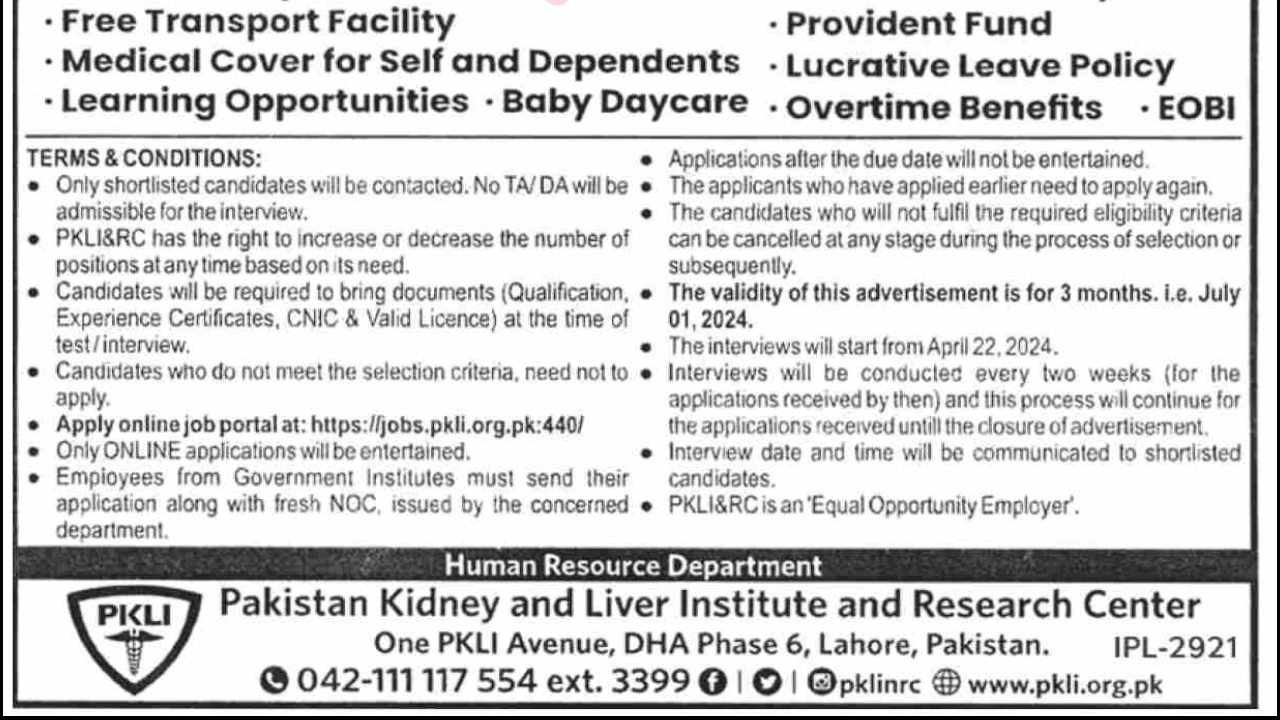 · Free Transport Facility
· Medical Cover for Self and Dependents
· Learning Opportunities · Baby Daycare
· Provident Fund
· Lucrative Leave Policy
· Overtime Benefits · EOBI
TERMS & CONDITIONS:
● Only shortlisted candidates will be contacted. No TA/ DA will be
admissible for the interview.
● PKLI&RC has the right to increase or decrease the number of
positions at any time based on its need.
● Candidates will be required to bring documents (Qualification,
Experience Certificates, CNIC & Valid Licence) at the time of
test / interview.
● Candidates who do not meet the selection criteria, need not to
apply.
● Apply online job portal at: https://jobs.pkli.org.pk:440/
● Only ONLINE applications will be entertained.
● Employees from Government Institutes must send their
application along with fresh NOC, issued by the concerned
department.
● Applications after the due date will not be entertained.
● The applicants who have applied earlier need to apply again.
● The candidates who will not fulfil the required eligibility criteria
can be cancelled at any stage during the process of selection or
subsequently.
● The validity of this advertisement is for 3 months. i.e. July
01, 2024.
● The interviews will start from April 22, 2024.
● Interviews will be conducted every two weeks (for the
applications received by then) and this process will continue for
the applications received untill the closure of advertisement.
● Interview date and time will be communicated to shortlisted
candidates.
● PKLI&RC is an 'Equal Opportunity Employer'.
Human Resource Department
PKLI
Pakistan Kidney and Liver Institute and Research Center
One PKLI Avenue, DHA Phase 6, Lahore, Pakistan. IPL-2921
042-111 117 554 ext. 3399 | | pklinrc www.pkli.org.pk